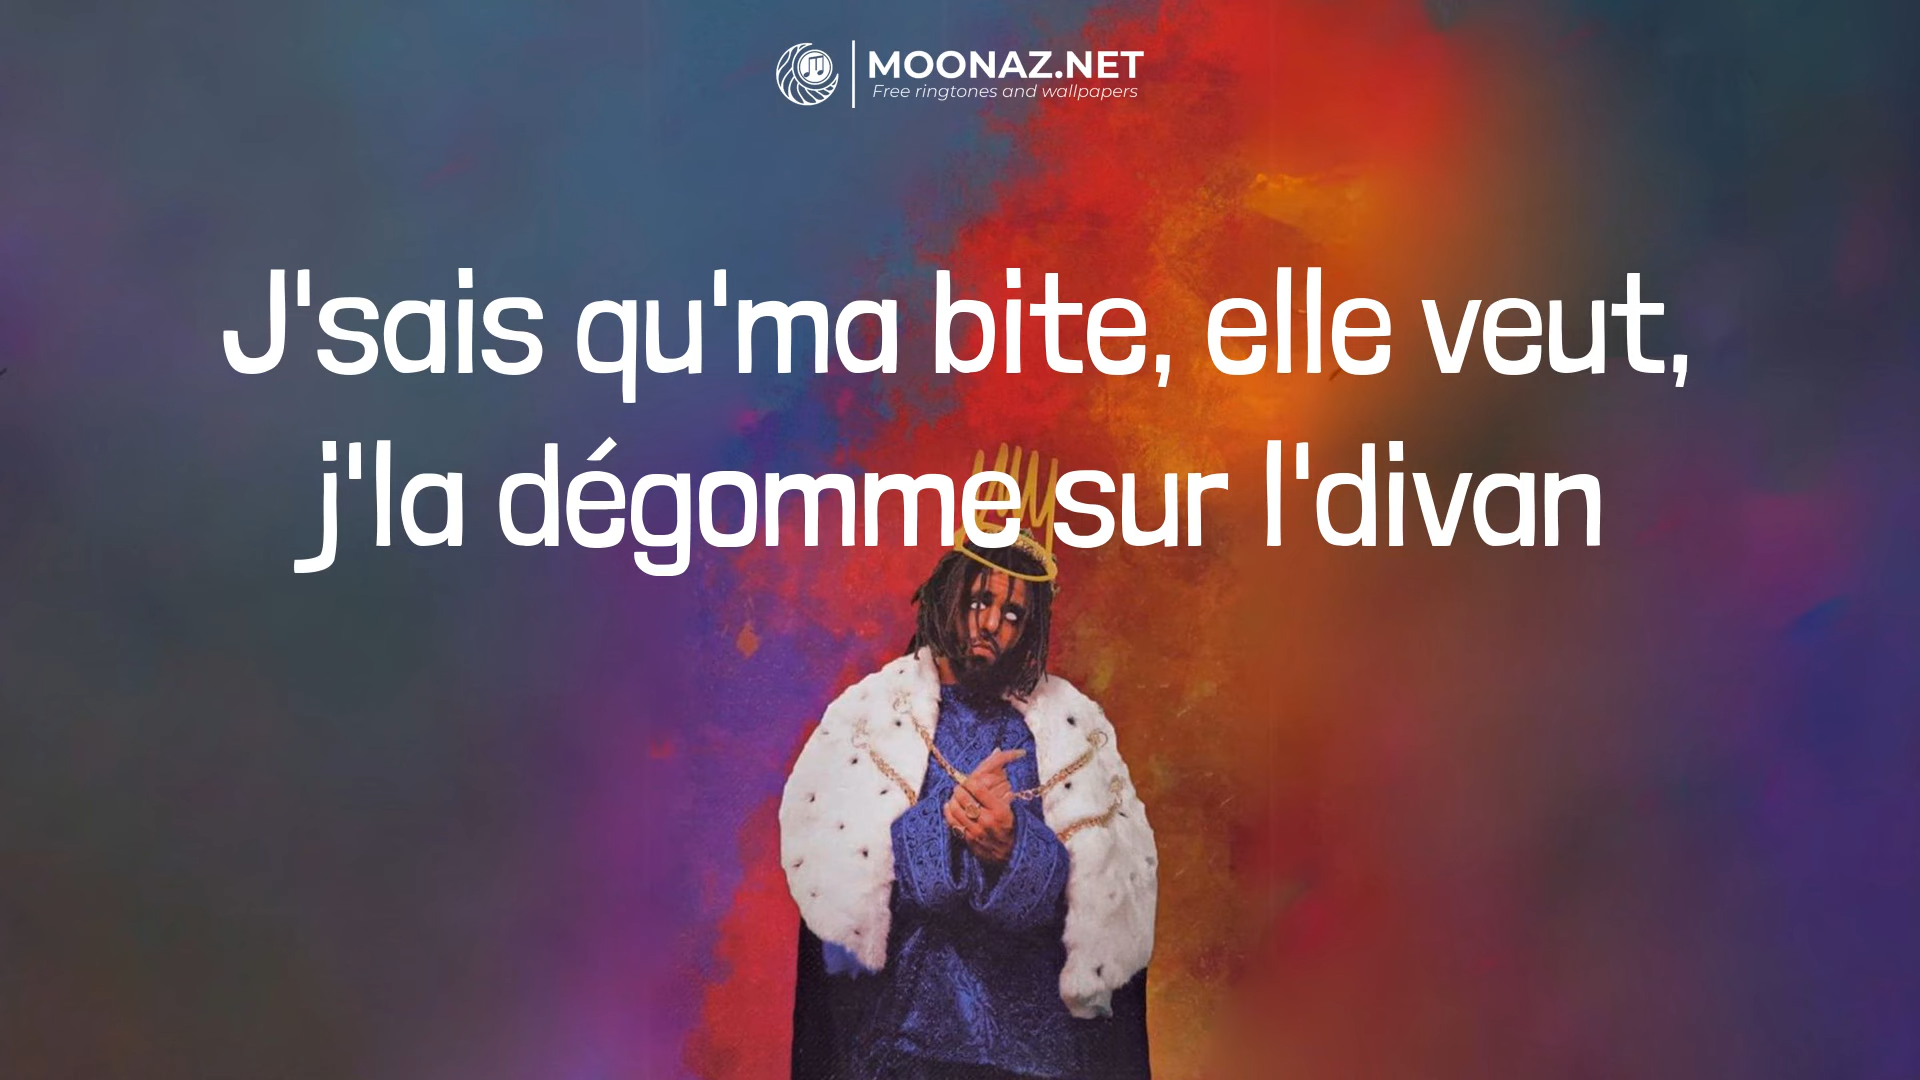 MOONAZ.NET
Free ringtones and wallpapers
J'sais qu'ma bite, elle veut,
j'la dégomme sur l'divan